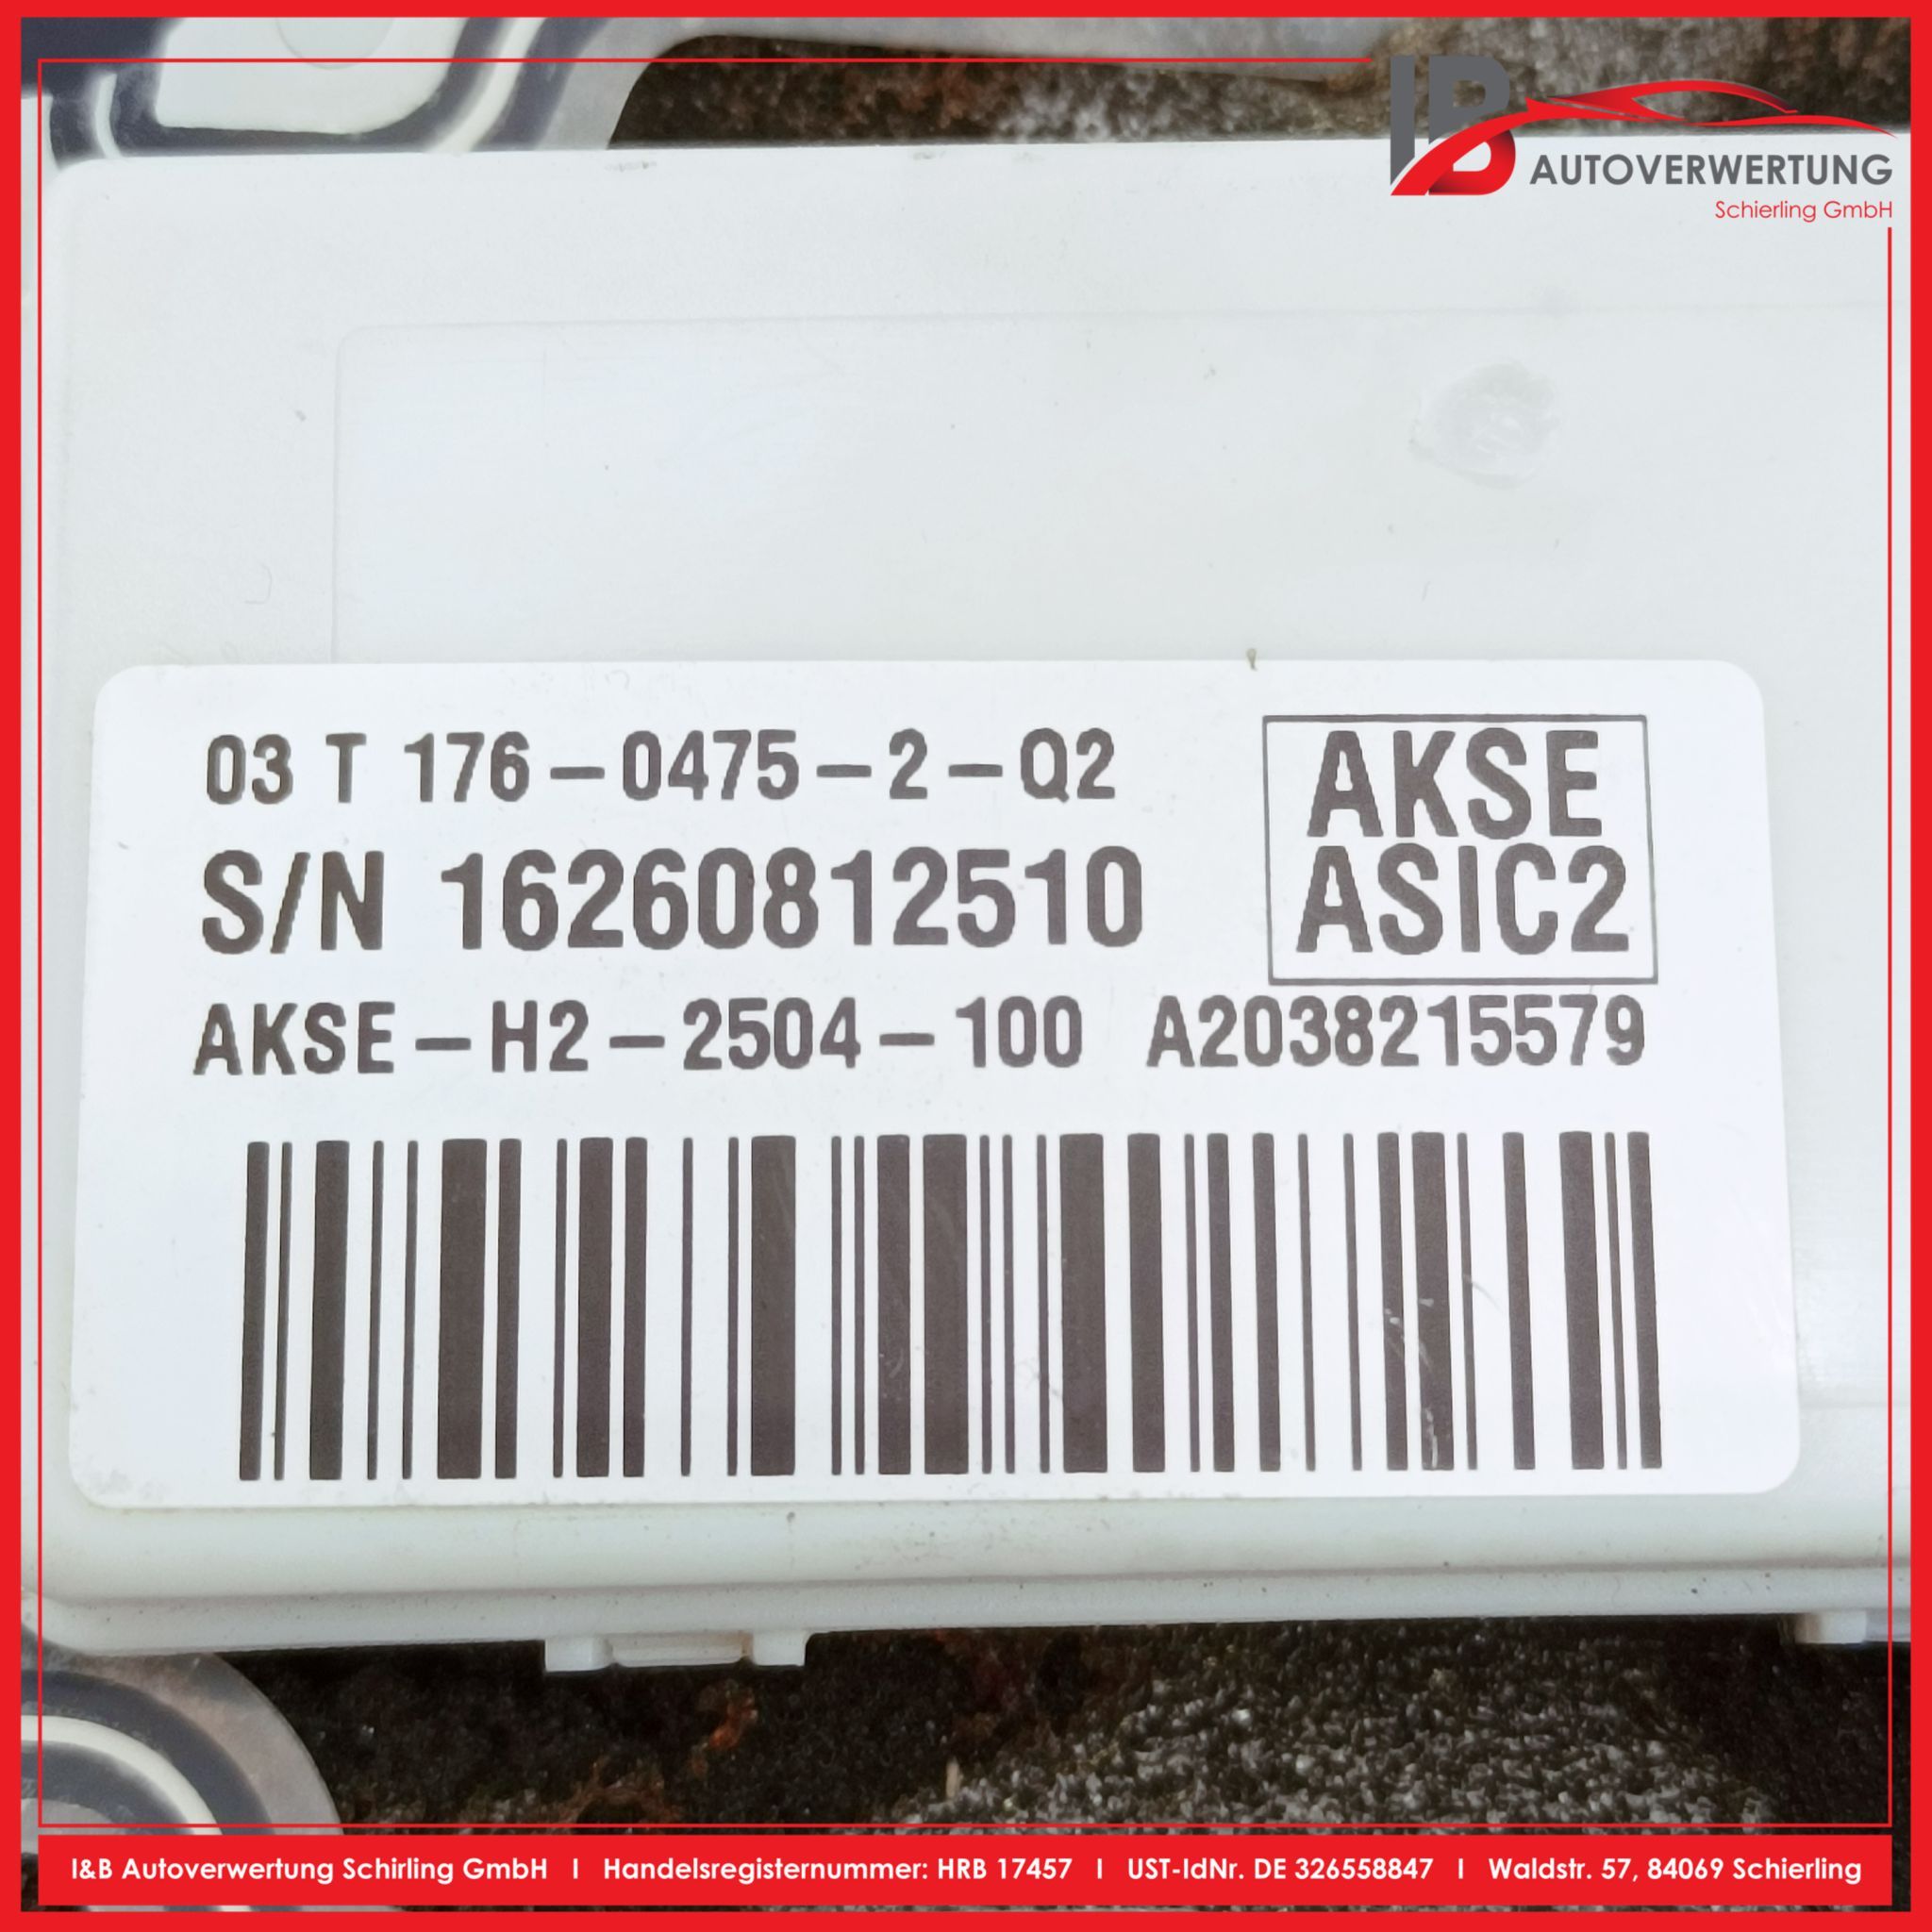 IB
AUTOVERWERTUNG
Schierling GmbH
03 T 176-0475-2-Q2
S/N 16260812510
AKSE
ASIC2
AKSE-H2-2504-100 A2038215579
I&B Autoverwertung Schirling GmbH I Handelsregisternummer: HRB 17457 I UST-IdNr. DE 326558847 I Waldstr. 57, 84069 Schierling